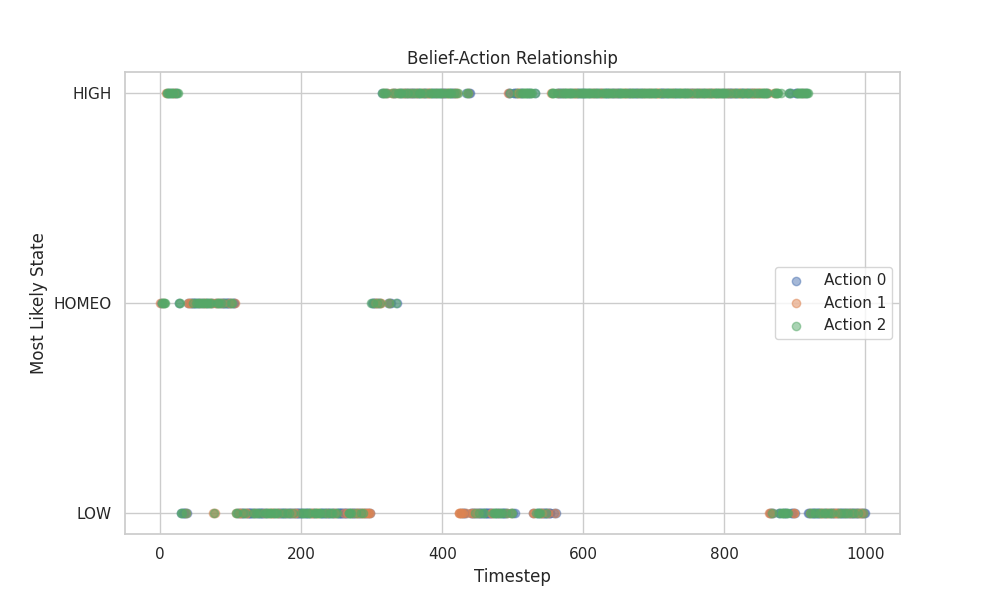 Belief-Action Relationship
HIGH
HOMEO
LOW
Most Likely State
Action 0
Action 1
Action 2
0
200
400
600
800
1000
Timestep